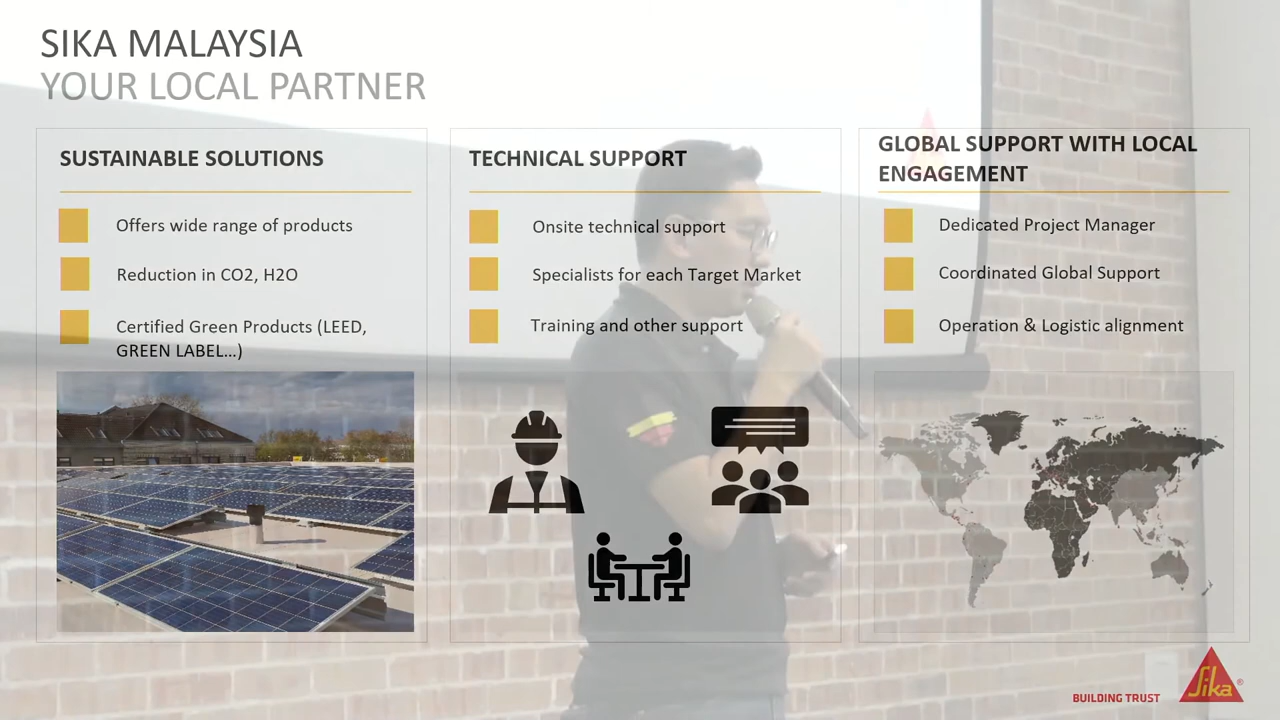 SIKA MALAYSIA
YOUR LOCAL PARTNER
SUSTAINABLE SOLUTIONS
Offers wide range of products
Reduction in CO2, H2O
Certified Green Products (LEED,
GREEN LABEL...)
TECHNICAL SUPPORT
Onsite technical support
Specialists for each Target Market
Training and other support
GLOBAL SUPPORT WITH LOCAL
ENGAGEMENT
Dedicated Project Manager
Coordinated Global Support
Operation & Logistic alignment
BUILDING TRUST
Sika®